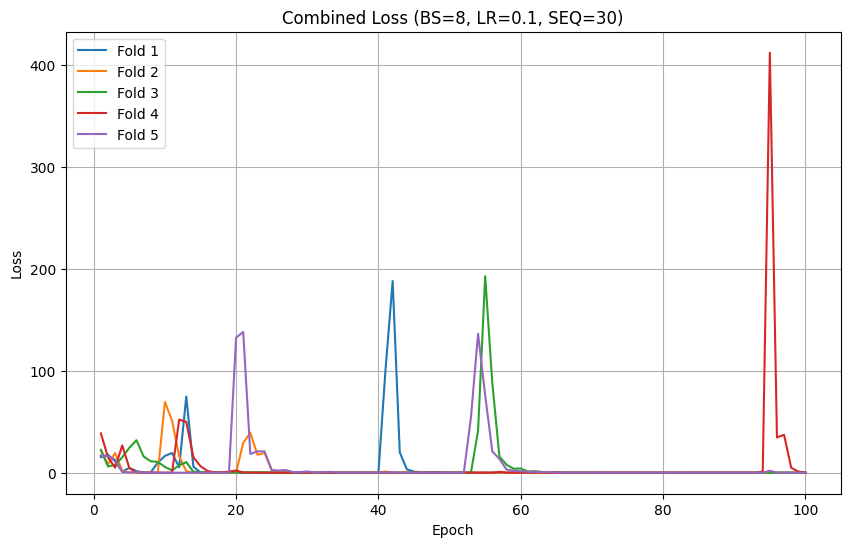 Combined Loss (BS=8, LR=0.1, SEQ=30)
Fold 1
Fold 2
Fold 3
Fold 4
Fold 5
Loss
400
300
200
100
0
0 20 40 60 80 100
Epoch